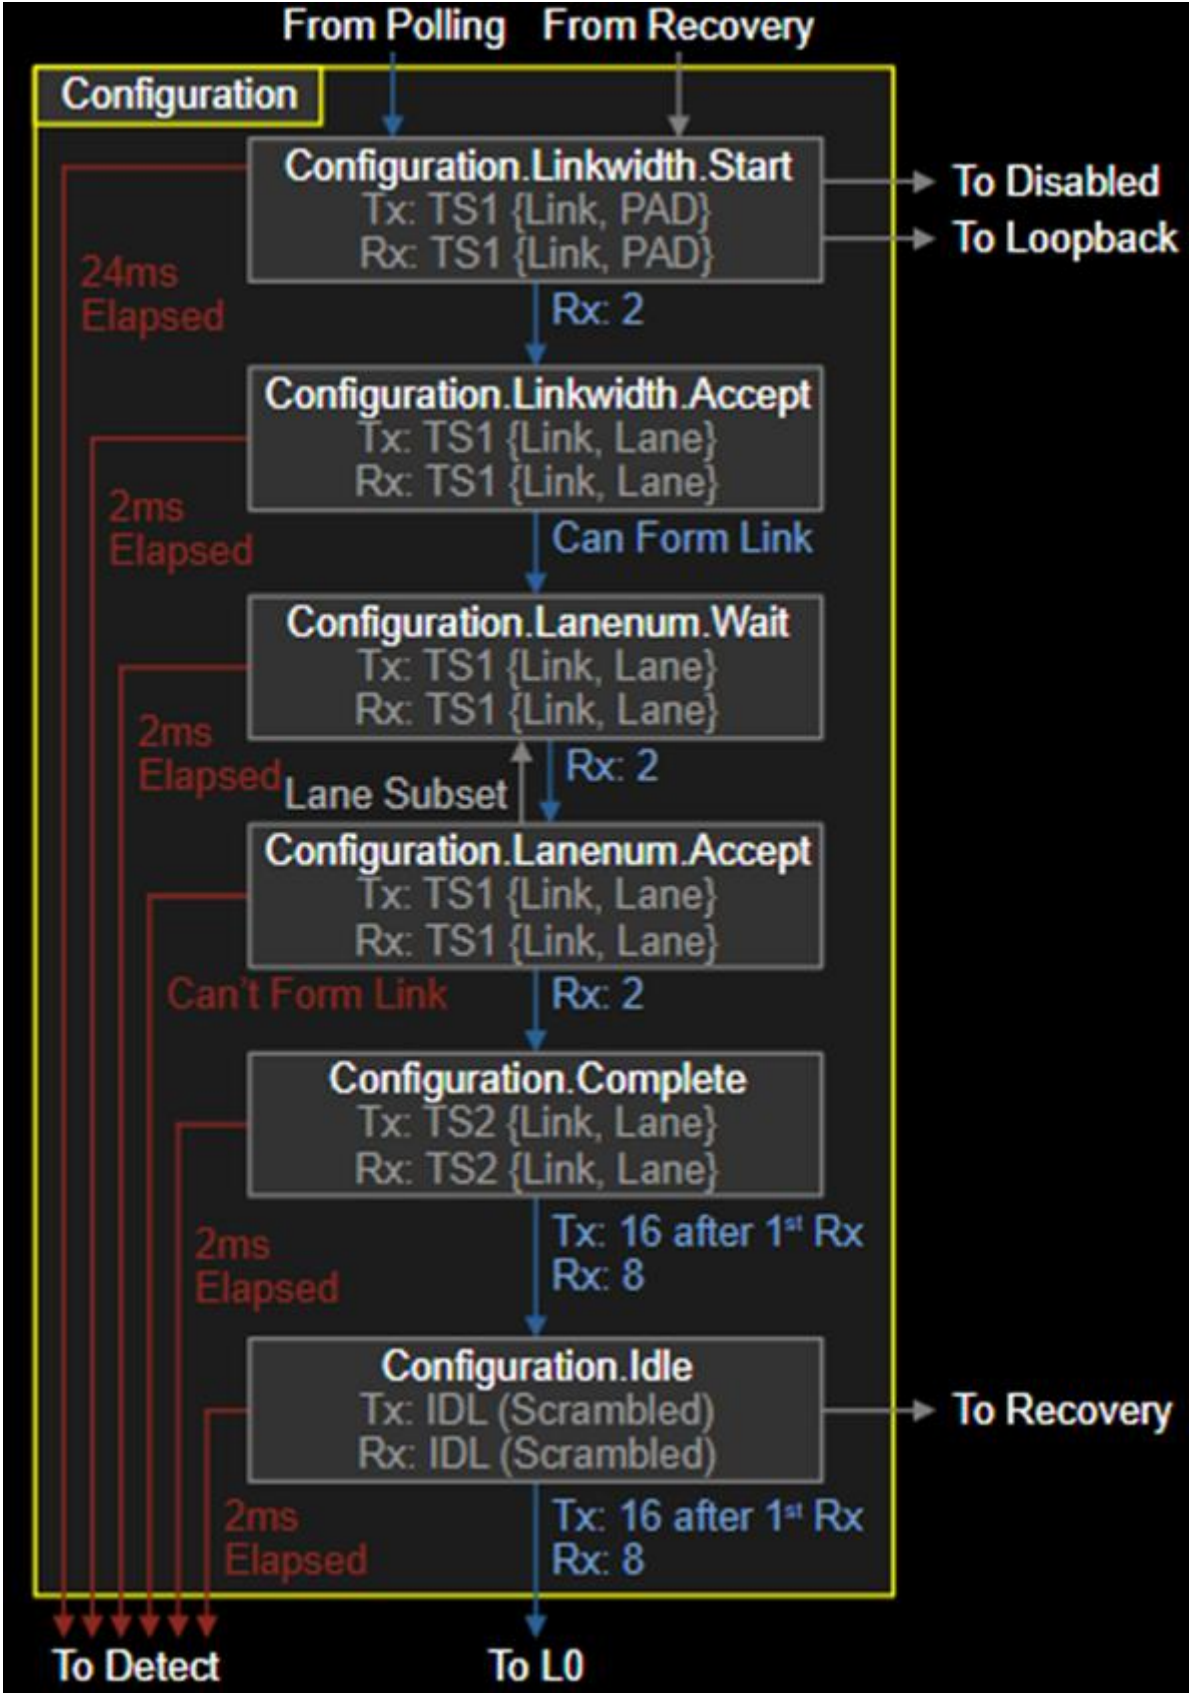 From Polling From Recovery
Configuration
Configuration.Linkwidth.Start
Tx: TS1 {Link, PAD}
Rx: TS1 {Link, PAD}
To Disabled
To Loopback
24ms
Elapsed
Rx: 2
Configuration.Linkwidth.Accept
Tx: TS1 {Link, Lane}
Rx: TS1 {Link, Lane}
2ms
Elapsed
Can Form Link
Configuration.Lanenum.Wait
Tx: TS1 {Link, Lane}
Rx: TS1 {Link, Lane}
2ms
Elapsed
Rx: 2
Lane Subset
Configuration.Lanenum.Accept
Tx: TS1 {Link, Lane}
Rx: TS1 {Link, Lane}
Can't Form Link
Rx: 2
Configuration.Complete
Tx: TS2 {Link, Lane}
Rx: TS2 {Link, Lane}
2ms
Elapsed
Tx: 16 after 1st Rx
Rx: 8
Configuration.Idle
Tx: IDL (Scrambled)
Rx: IDL (Scrambled)
To Recovery
2ms
Elapsed
Tx: 16 after 1st Rx
Rx: 8
To Detect
To L0